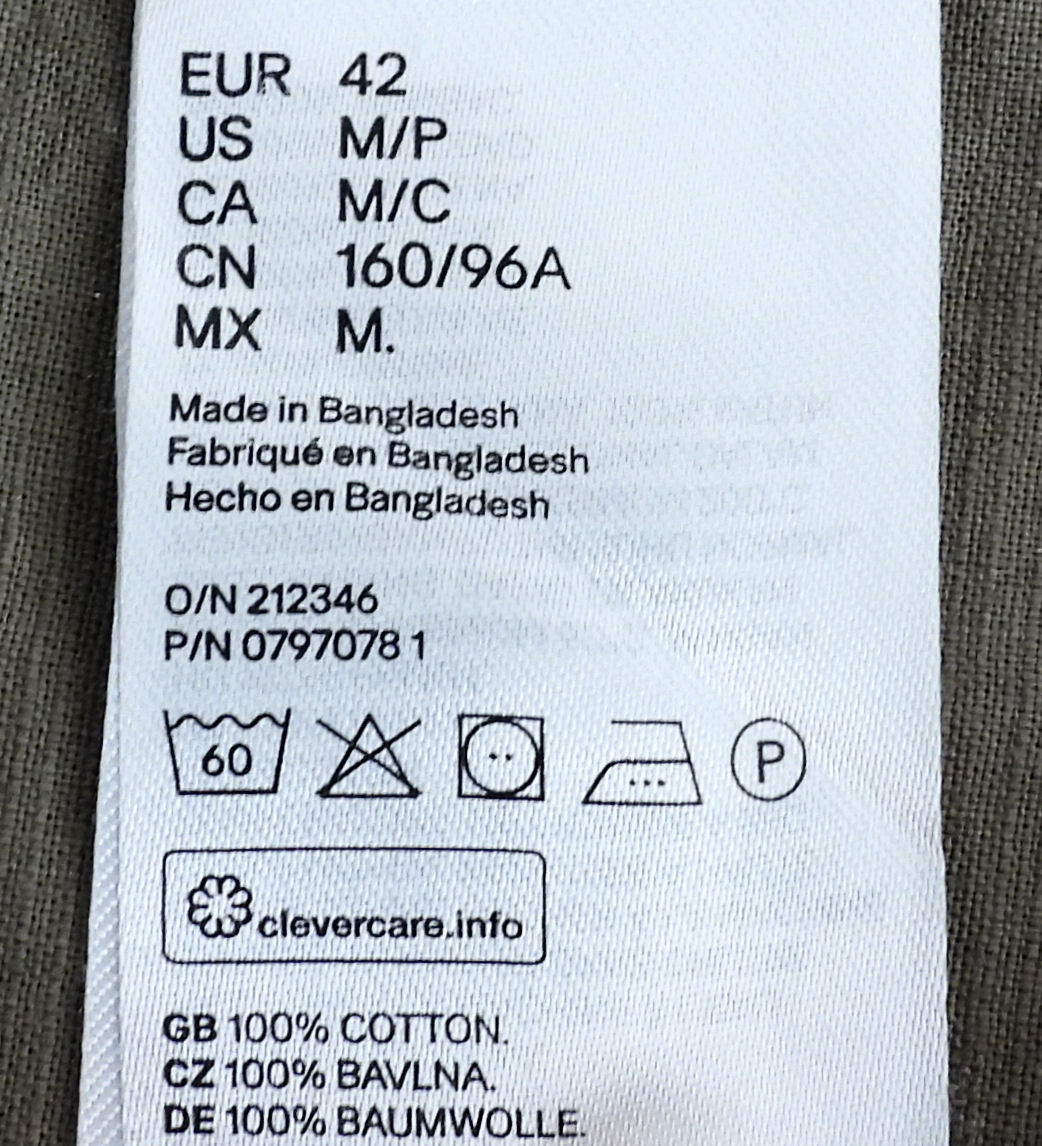 EUR 42
US M/P
CA M/C
CN 160/96A
MX M.
Made in Bangladesh
Fabriqué en Bangladesh
Hecho en Bangladesh
O/N 212346
P/N 0797078 1
60 P
clevercare.info
GB 100% COTTON.
CZ 100% BAVLNA.
DE 100% BAUMWOLLE.